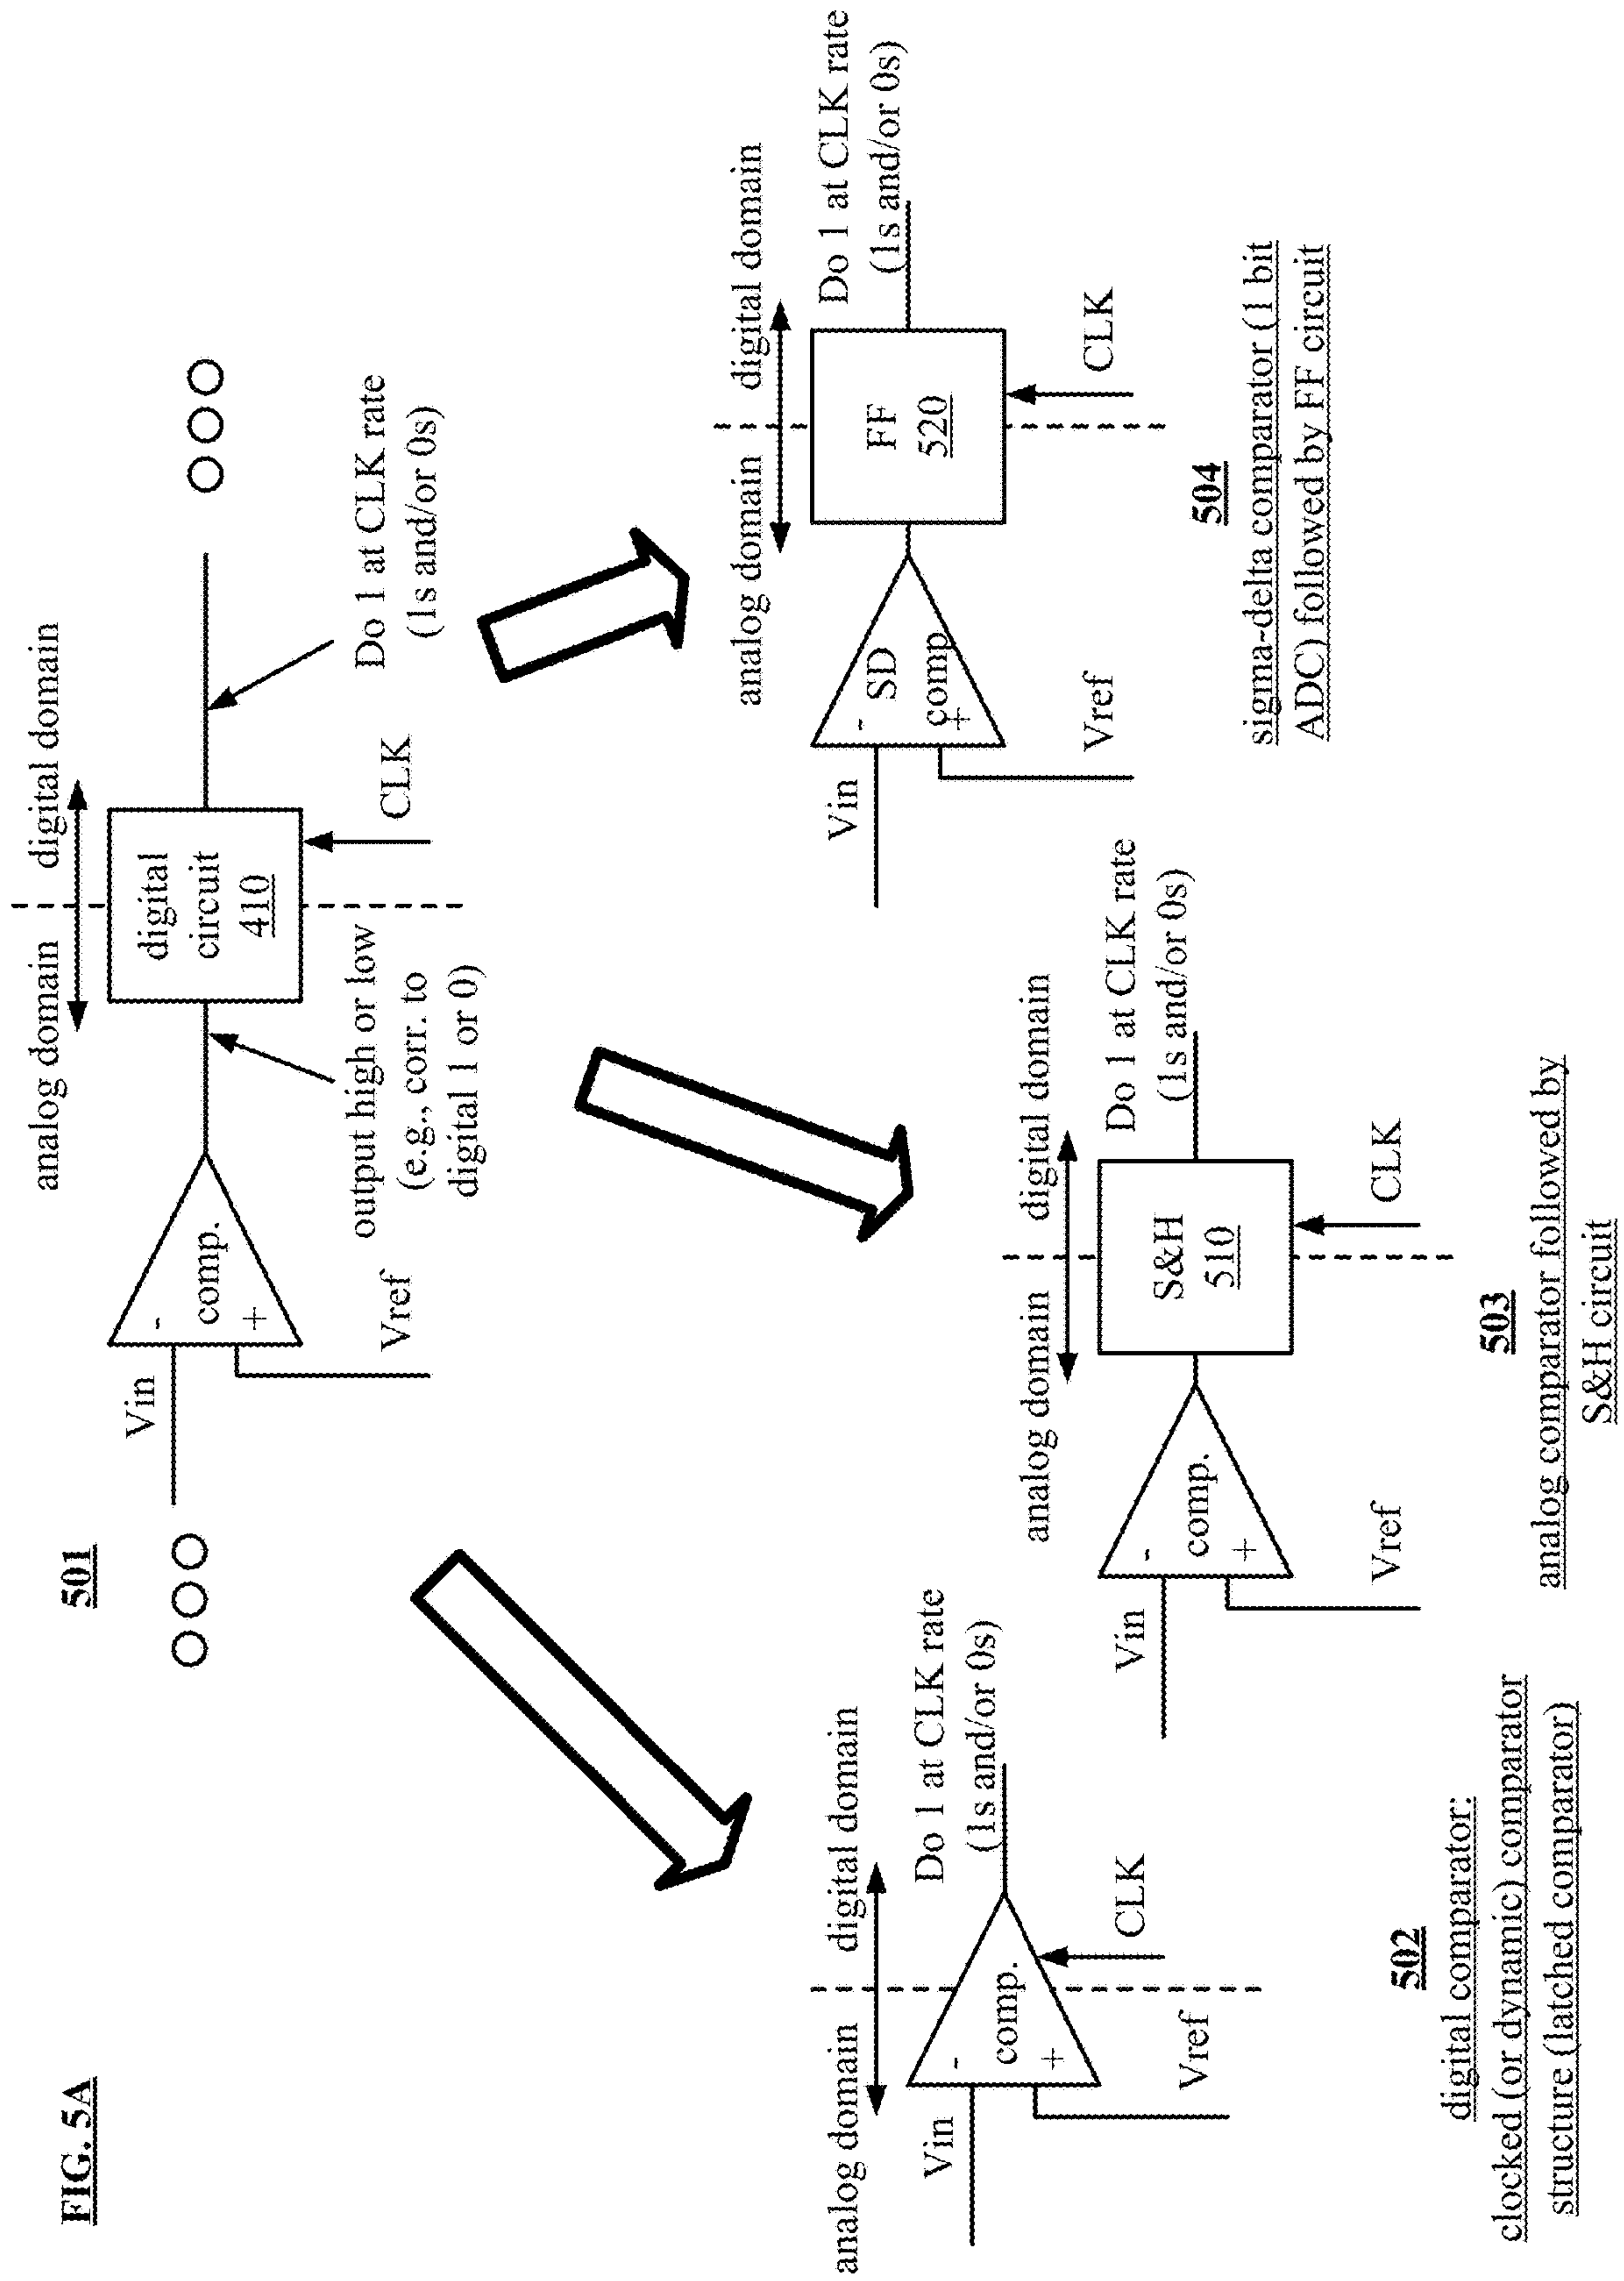 FIG. 5A
501
analog domain
digital domain
Vin
-
comp.
+
Vref
digital
circuit
410
CLK
output high or low
(e.g., corr. to
digital 1 or 0)
Do 1 at CLK rate
(1s and/or 0s)
analog domain
digital domain
Vin
-
comp.
+
Vref
CLK
Do 1 at CLK rate
(1s and/or 0s)
502
digital comparator:
clocked (or dynamic) comparator
structure (latched comparator)
analog domain
digital domain
Vin
-
comp.
+
Vref
S&H
510
CLK
Do 1 at CLK rate
(1s and/or 0s)
503
analog comparator followed by
S&H circuit
analog domain
digital domain
Vin
-
SD
comp
+
Vref
FF
520
CLK
Do 1 at CLK rate
(1s and/or 0s)
504
sigma-delta comparator (1 bit
ADC) followed by FF circuit